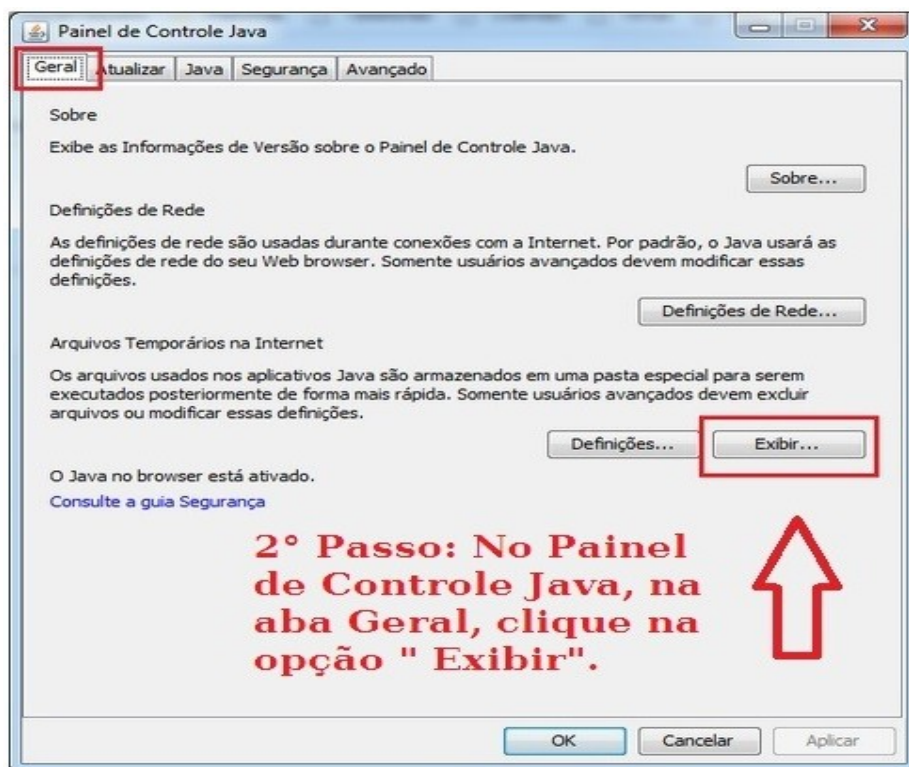 Painel de Controle Java
Geral Atualizar Java Segurança Avançado
Sobre
Exibe as Informações de Versão sobre o Painel de Controle Java.
Sobre...
Definições de Rede
As definições de rede são usadas durante conexões com a Internet. Por padrão, o Java usará as
definições de rede do seu Web browser. Somente usuários avançados devem modificar essas
definições.
Definições de Rede...
Arquivos Temporários na Internet
Os arquivos usados nos aplicativos Java são armazenados em uma pasta especial para serem
executados posteriormente de forma mais rápida. Somente usuários avançados devem excluir
arquivos ou modificar essas definições.
Definições... Exibir...
O Java no browser está ativado.
Consulte a guia Segurança
2° Passo: No Painel
de Controle Java, na
aba Geral, clique na
opção " Exibir".
OK Cancelar Aplicar